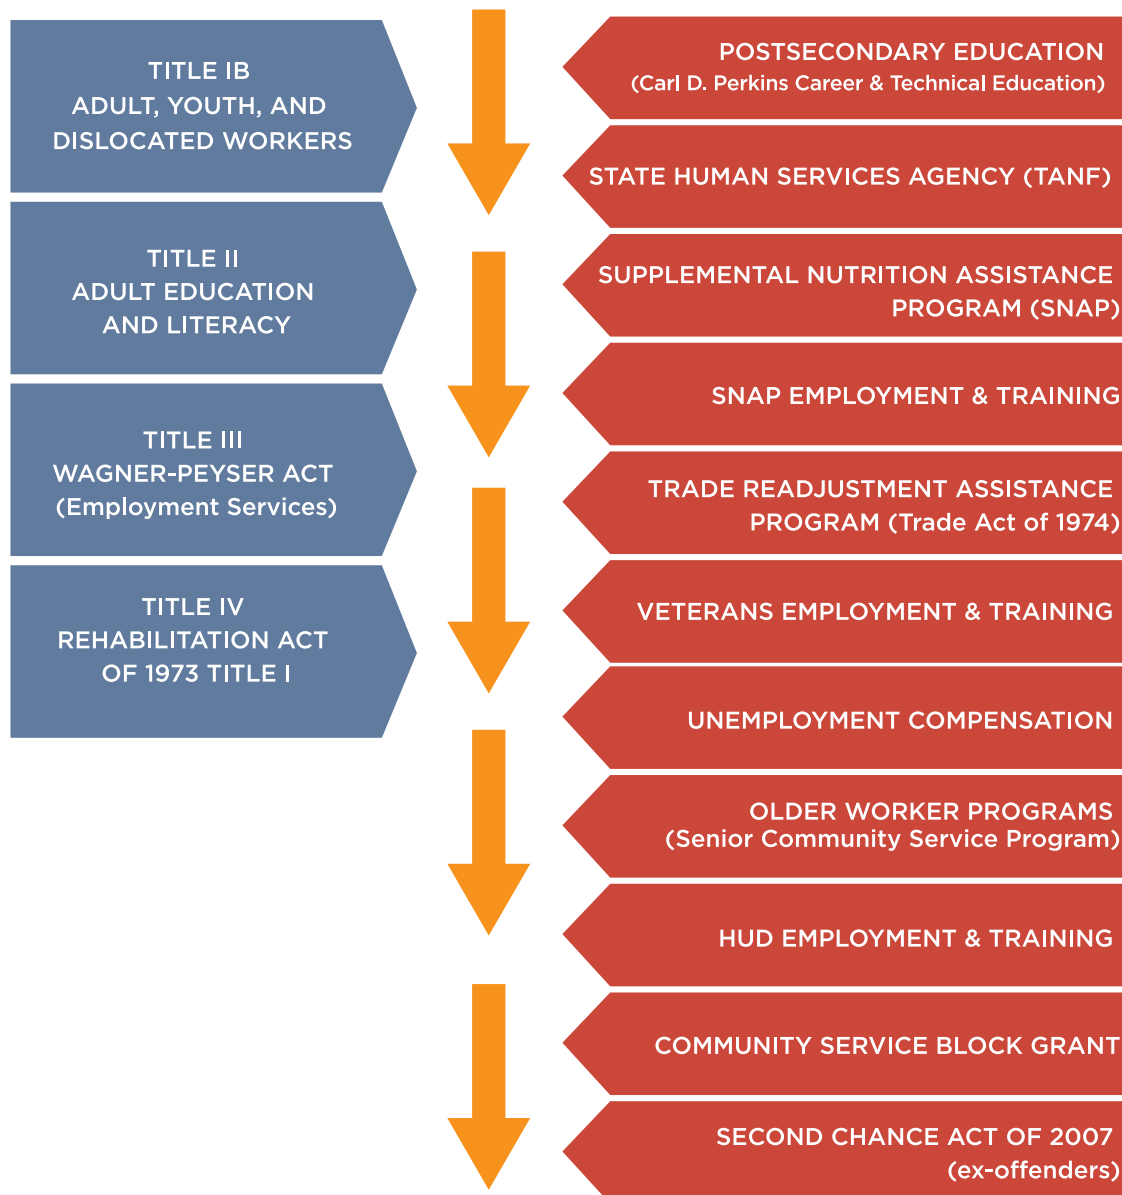 TITLE IB
ADULT, YOUTH, AND
DISLOCATED WORKERS
TITLE II
ADULT EDUCATION
AND LITERACY
TITLE III
WAGNER-PEYSER ACT
(Employment Services)
TITLE IV
REHABILITATION ACT
OF 1973 TITLE I
POSTSECONDARY EDUCATION
(Carl D. Perkins Career & Technical Education)
STATE HUMAN SERVICES AGENCY (TANF)
SUPPLEMENTAL NUTRITION ASSISTANCE
PROGRAM (SNAP)
SNAP EMPLOYMENT & TRAINING
TRADE READJUSTMENT ASSISTANCE
PROGRAM (Trade Act of 1974)
VETERANS EMPLOYMENT & TRAINING
UNEMPLOYMENT COMPENSATION
OLDER WORKER PROGRAMS
(Senior Community Service Program)
HUD EMPLOYMENT & TRAINING
COMMUNITY SERVICE BLOCK GRANT
SECOND CHANCE ACT OF 2007
(ex-offenders)